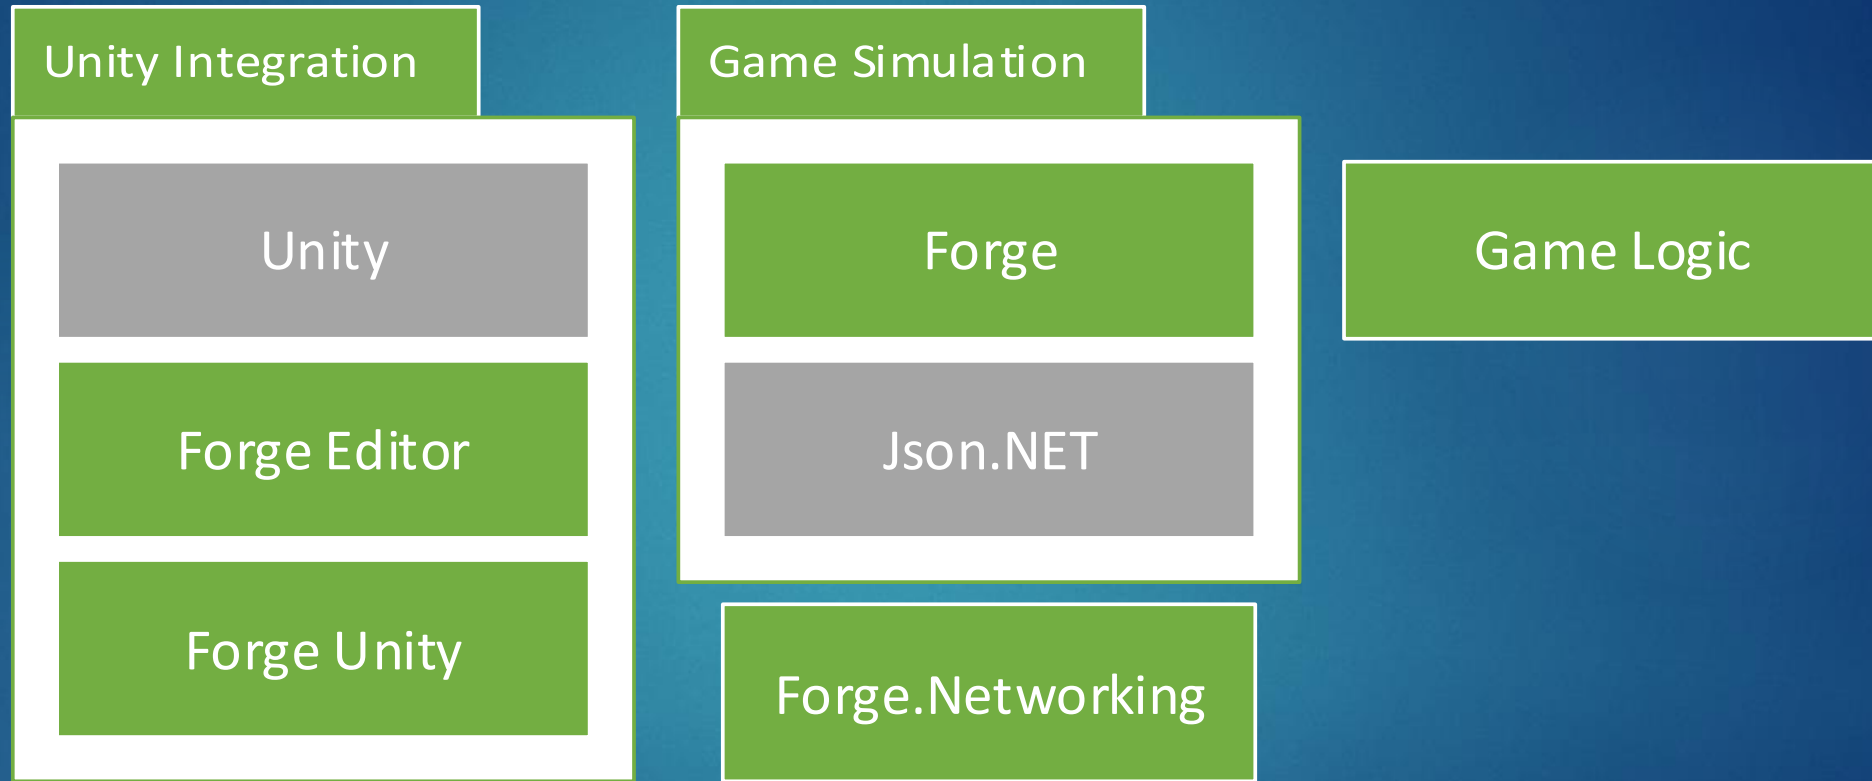 Unity Integration
Unity
Forge Editor
Forge Unity
Game Simulation
Forge
Json.NET
Forge.Networking
Game Logic